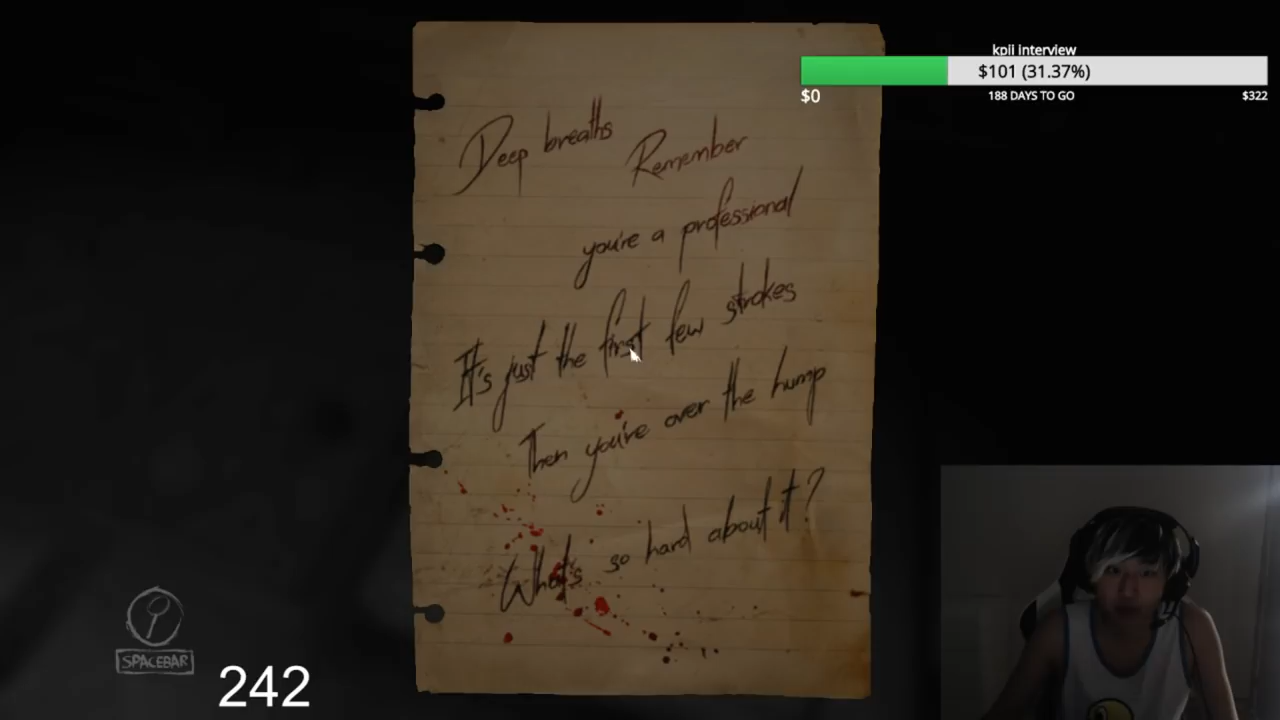 kpii interview
$101 (31.37%)
$0
188 DAYS TO GO
$322
Deep breaths
Remember
you're a professional
It's just the first few strokes
Then you're over the hump
What's so hard about it?
SPACEBAR
242